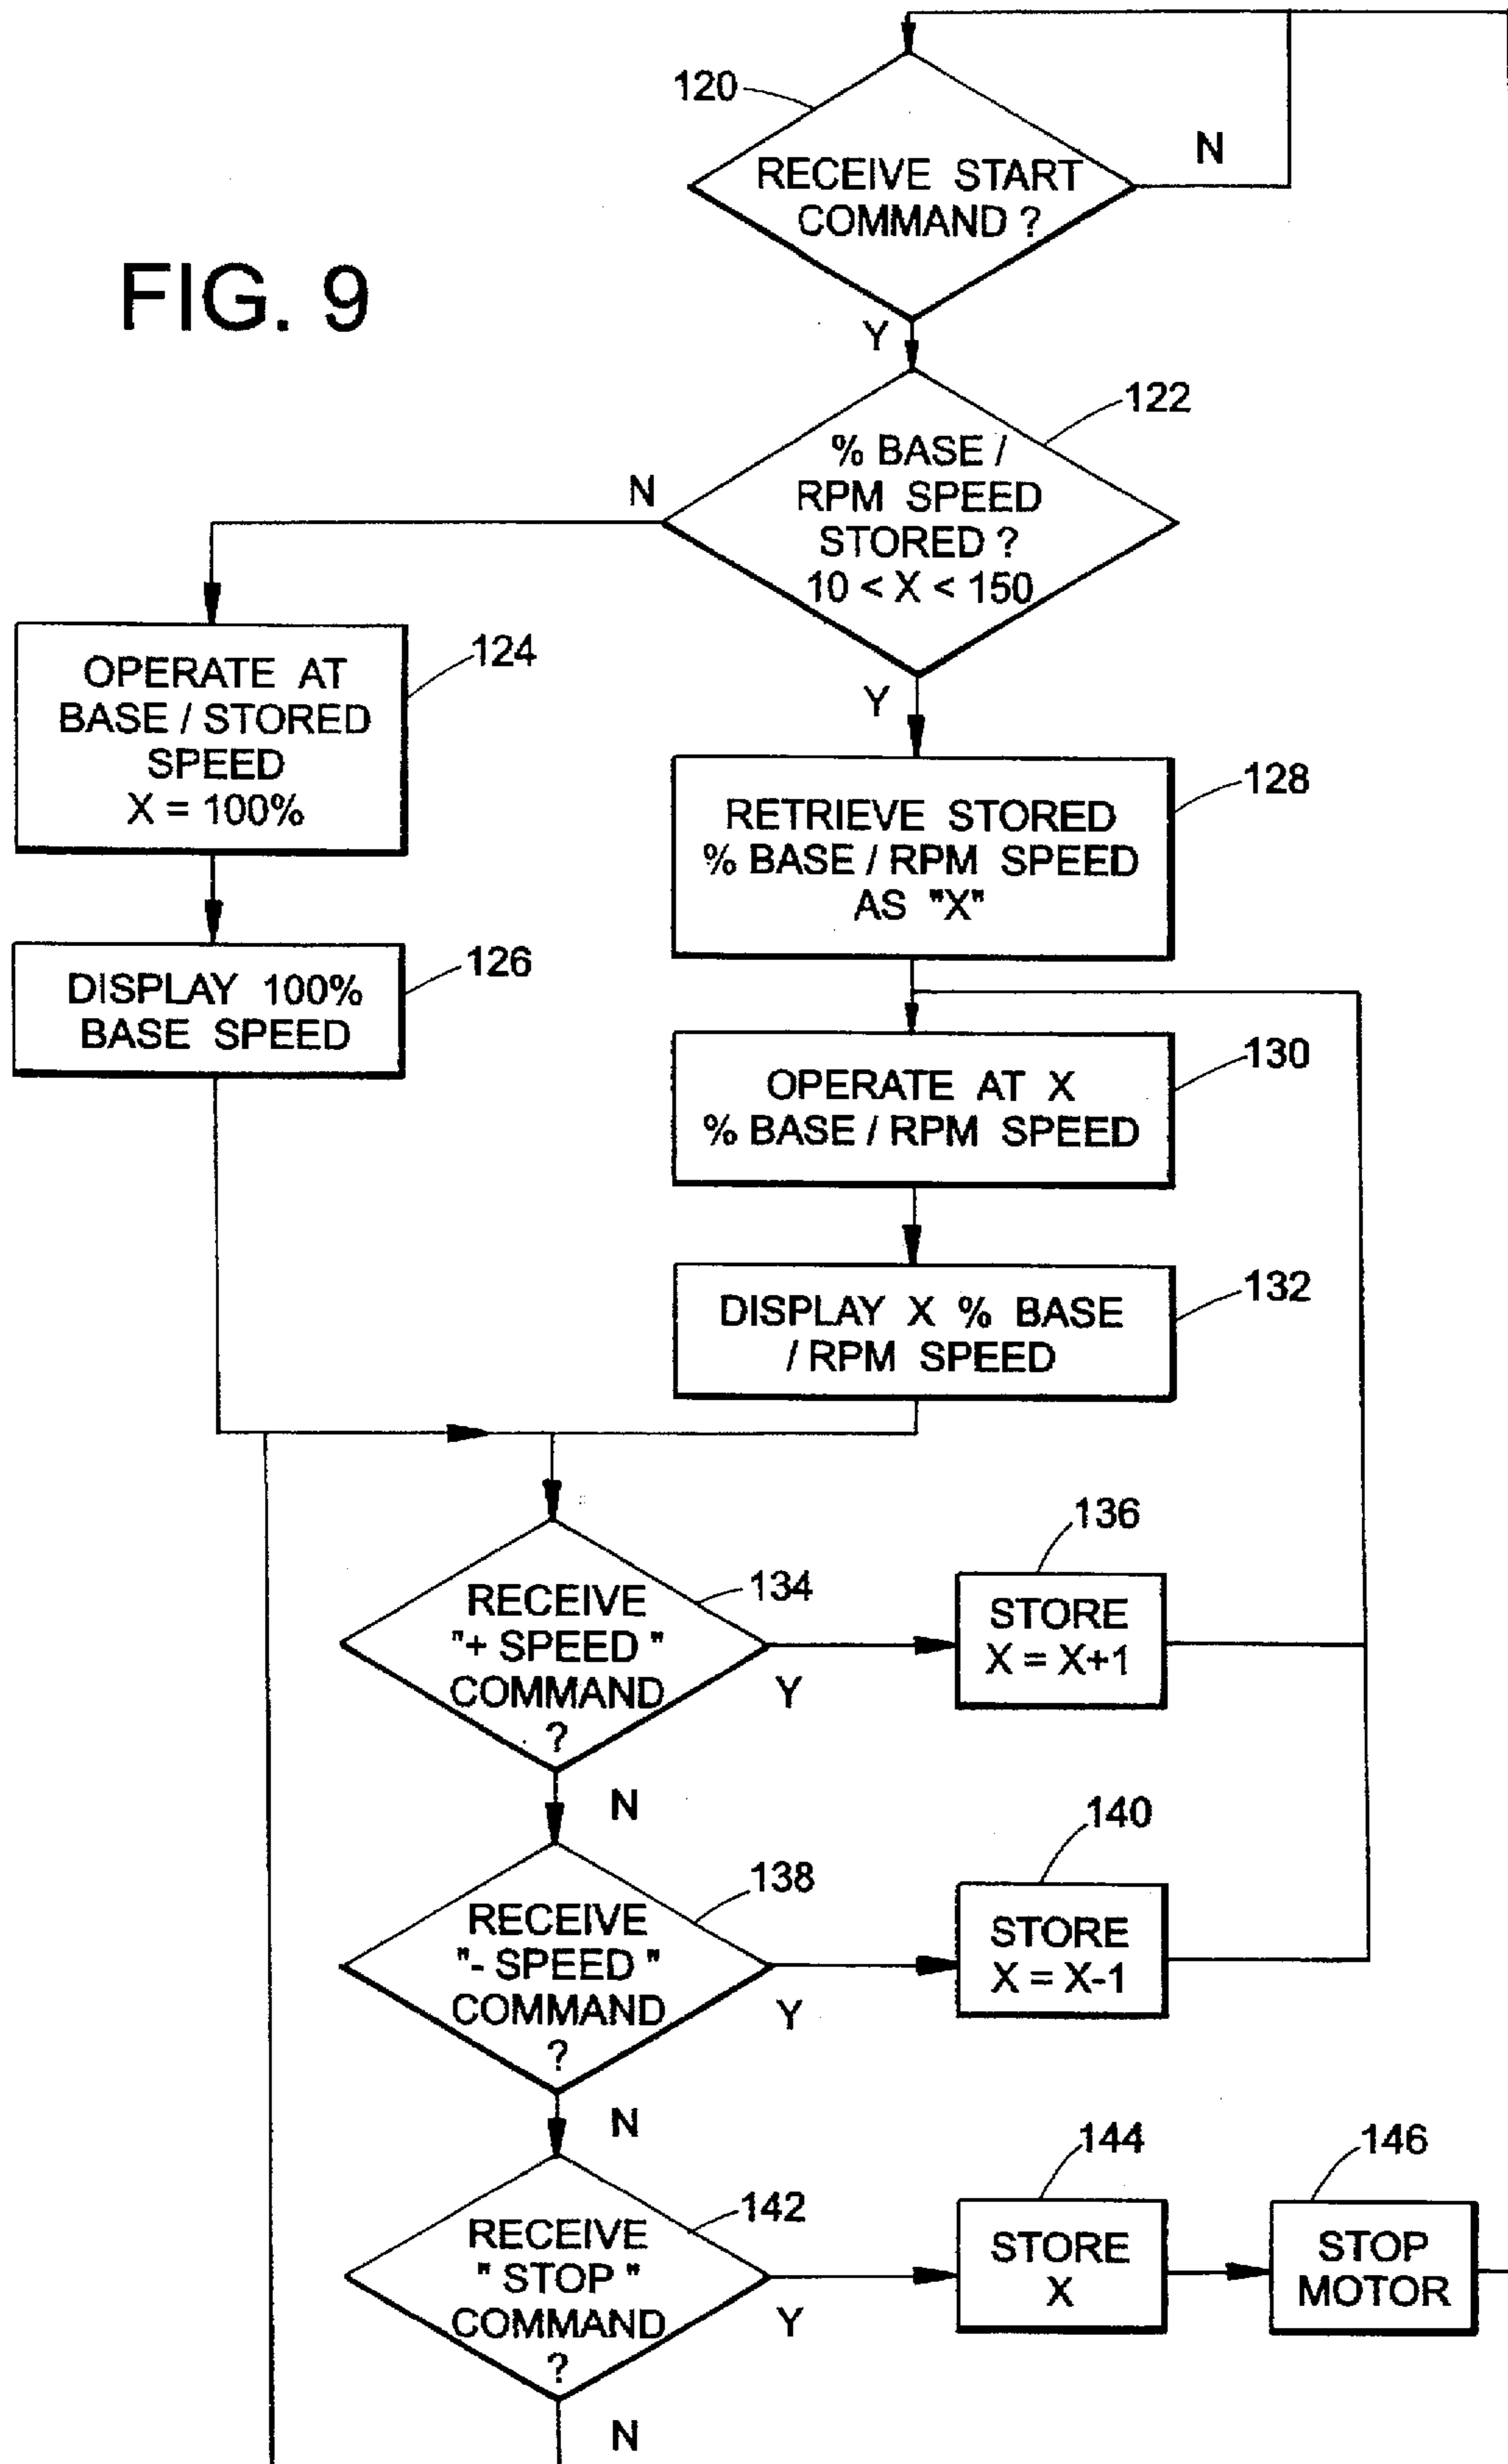 FIG. 9
120
RECEIVE START
COMMAND ?
N
Y
122
% BASE /
RPM SPEED
STORED ?
10 < X < 150
N
Y
124
OPERATE AT
BASE / STORED
SPEED
X = 100%
126
DISPLAY 100%
BASE SPEED
128
RETRIEVE STORED
% BASE / RPM SPEED
AS "X"
130
OPERATE AT X
% BASE / RPM SPEED
132
DISPLAY X % BASE
/ RPM SPEED
134
RECEIVE
"+ SPEED "
COMMAND
?
Y
N
136
STORE
X = X+1
138
RECEIVE
"- SPEED "
COMMAND
?
Y
N
140
STORE
X = X-1
142
RECEIVE
" STOP "
COMMAND
?
Y
N
144
STORE
X
146
STOP
MOTOR